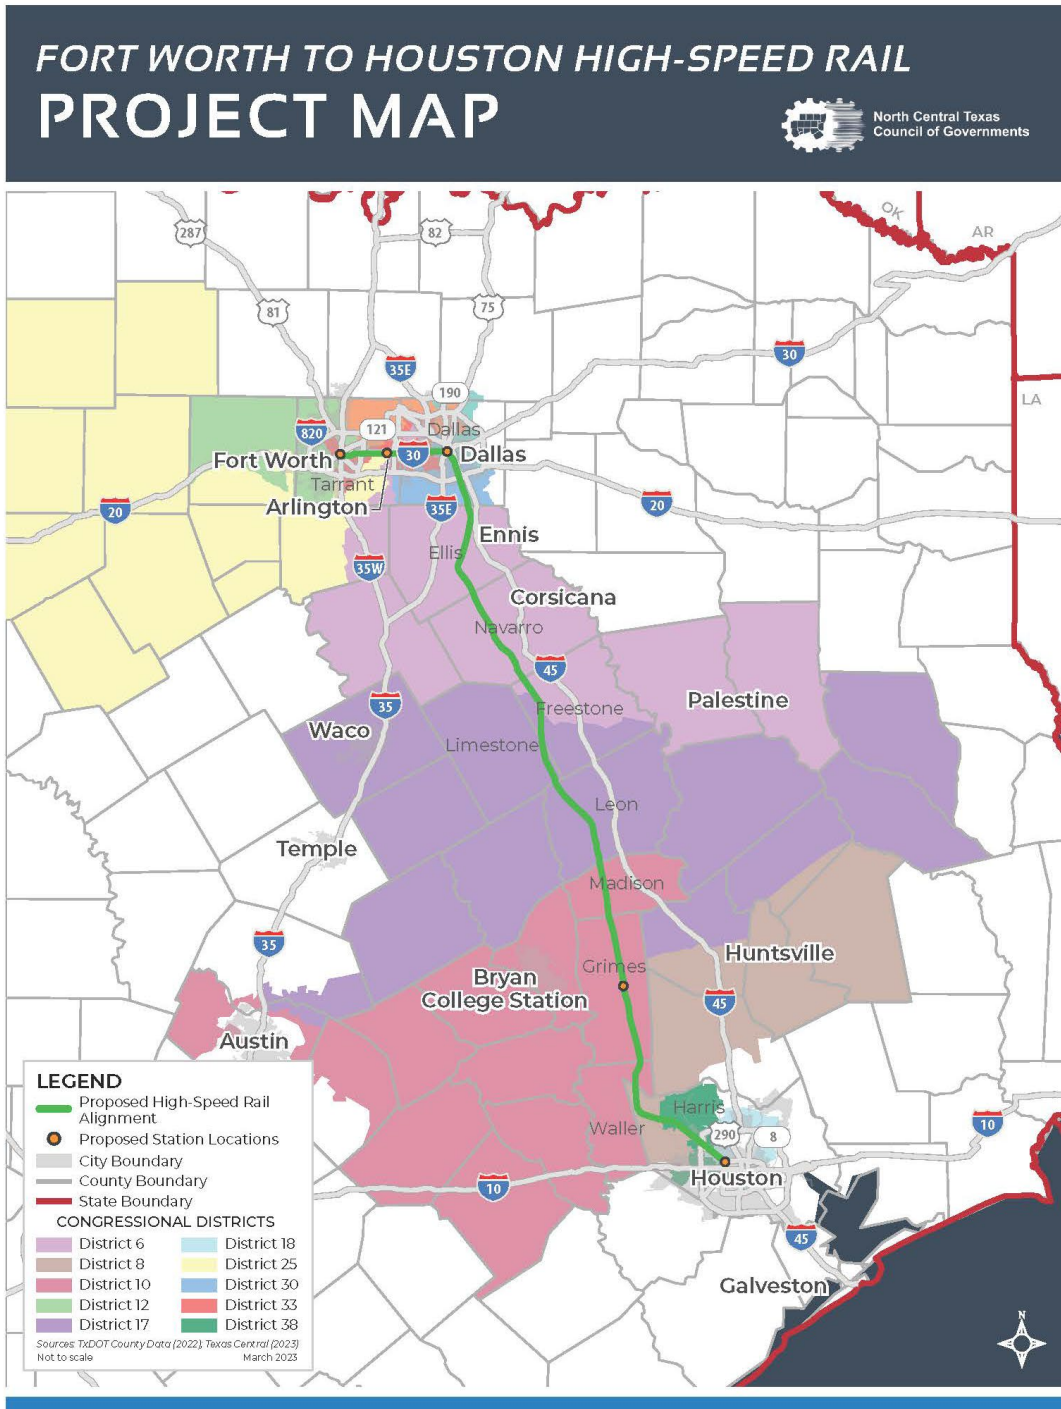 FORT WORTH TO HOUSTON HIGH-SPEED RAIL
PROJECT MAP
North Central Texas
Council of Governments
OK
AR
287
82
81
75
30
35E
LA
190
820
121
Dallas
Fort Worth
30
Dallas
Tarrant
Arlington
20
35E
20
Ennis
Ellis
35W
Corsicana
Navarro
45
35
Palestine
Freestone
Waco
Limestone
Leon
Temple
Madison
35
Huntsville
Grimes
Bryan
College Station
45
Austin
Harris
Waller
290
8
10
Houston
10
45
Galveston
LEGEND
Proposed High-Speed Rail
Alignment
Proposed Station Locations
City Boundary
County Boundary
State Boundary
CONGRESSIONAL DISTRICTS
District 6
District 18
District 8
District 25
District 10
District 30
District 12
District 33
District 17
District 38
Sources: TxDOT County Data (2022), Texas Central (2023)
Not to scale
March 2023
N